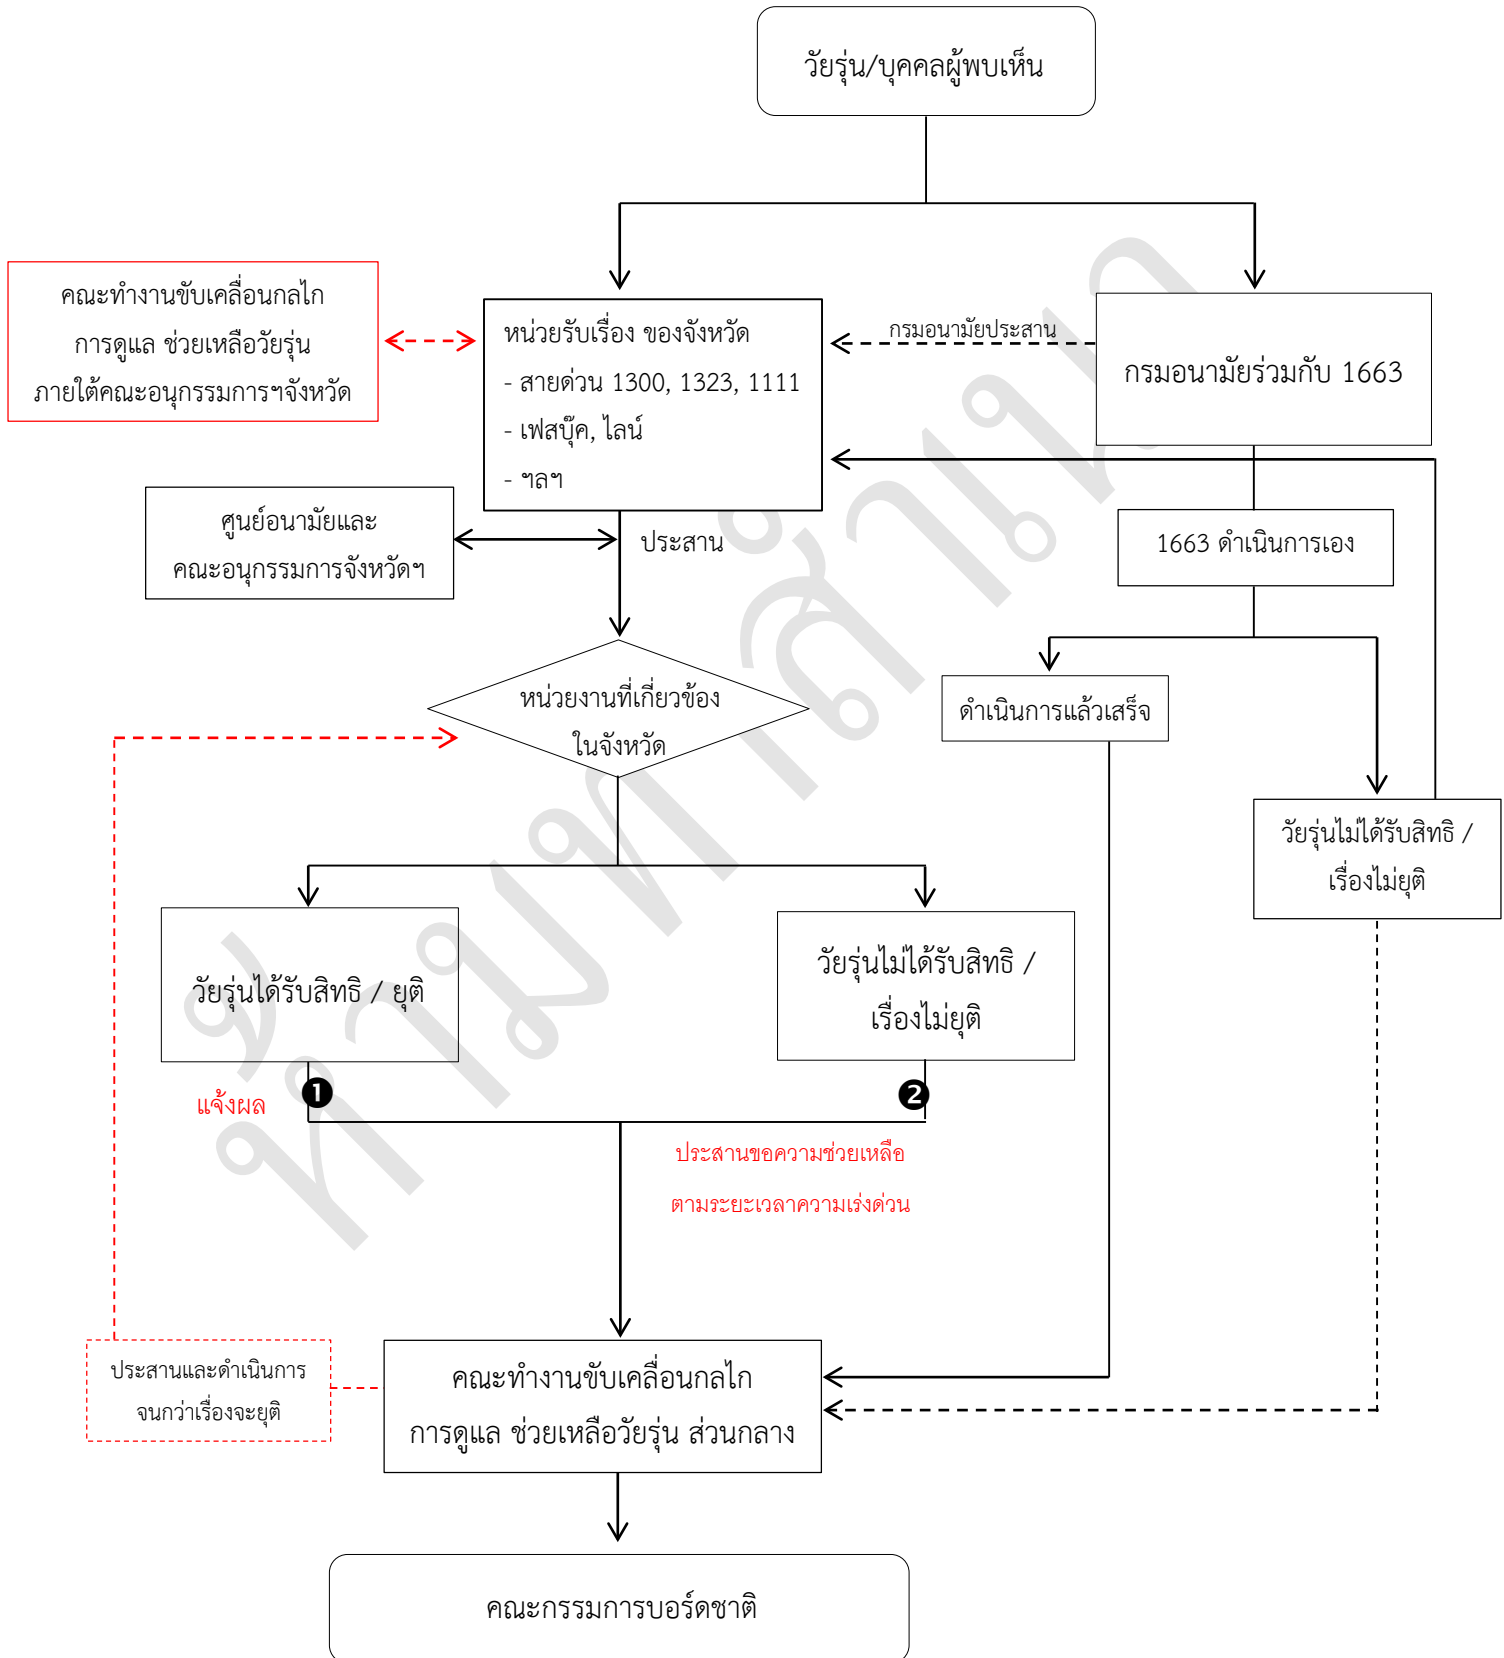 วัยรุ่น/บุคคลผู้พบเห็น
คณะทำงานขับเคลื่อนกลไก
การดูแล ช่วยเหลือวัยรุ่น
ภายใต้คณะอนุกรรมการฯจังหวัด
หน่วยรับเรื่อง ของจังหวัด
- สายด่วน 1300, 1323, 1111
- เฟสบุ๊ค, ไลน์
- ฯลฯ
กรมอนามัยประสาน
กรมอนามัยร่วมกับ 1663
ศูนย์อนามัยและ
คณะอนุกรรมการจังหวัดฯ
ประสาน
1663 ดำเนินการเอง
หน่วยงานที่เกี่ยวข้อง
ในจังหวัด
ดำเนินการแล้วเสร็จ
วัยรุ่นไม่ได้รับสิทธิ /
เรื่องไม่ยุติ
วัยรุ่นได้รับสิทธิ / ยุติ
วัยรุ่นไม่ได้รับสิทธิ /
เรื่องไม่ยุติ
แจ้งผล
❶
❷
ประสานขอความช่วยเหลือ
ตามระยะเวลาความเร่งด่วน
ประสานและดำเนินการ
จนกว่าเรื่องจะยุติ
คณะทำงานขับเคลื่อนกลไก
การดูแล ช่วยเหลือวัยรุ่น ส่วนกลาง
คณะกรรมการบอร์ดชาติ
ห้ามทำสำเนา